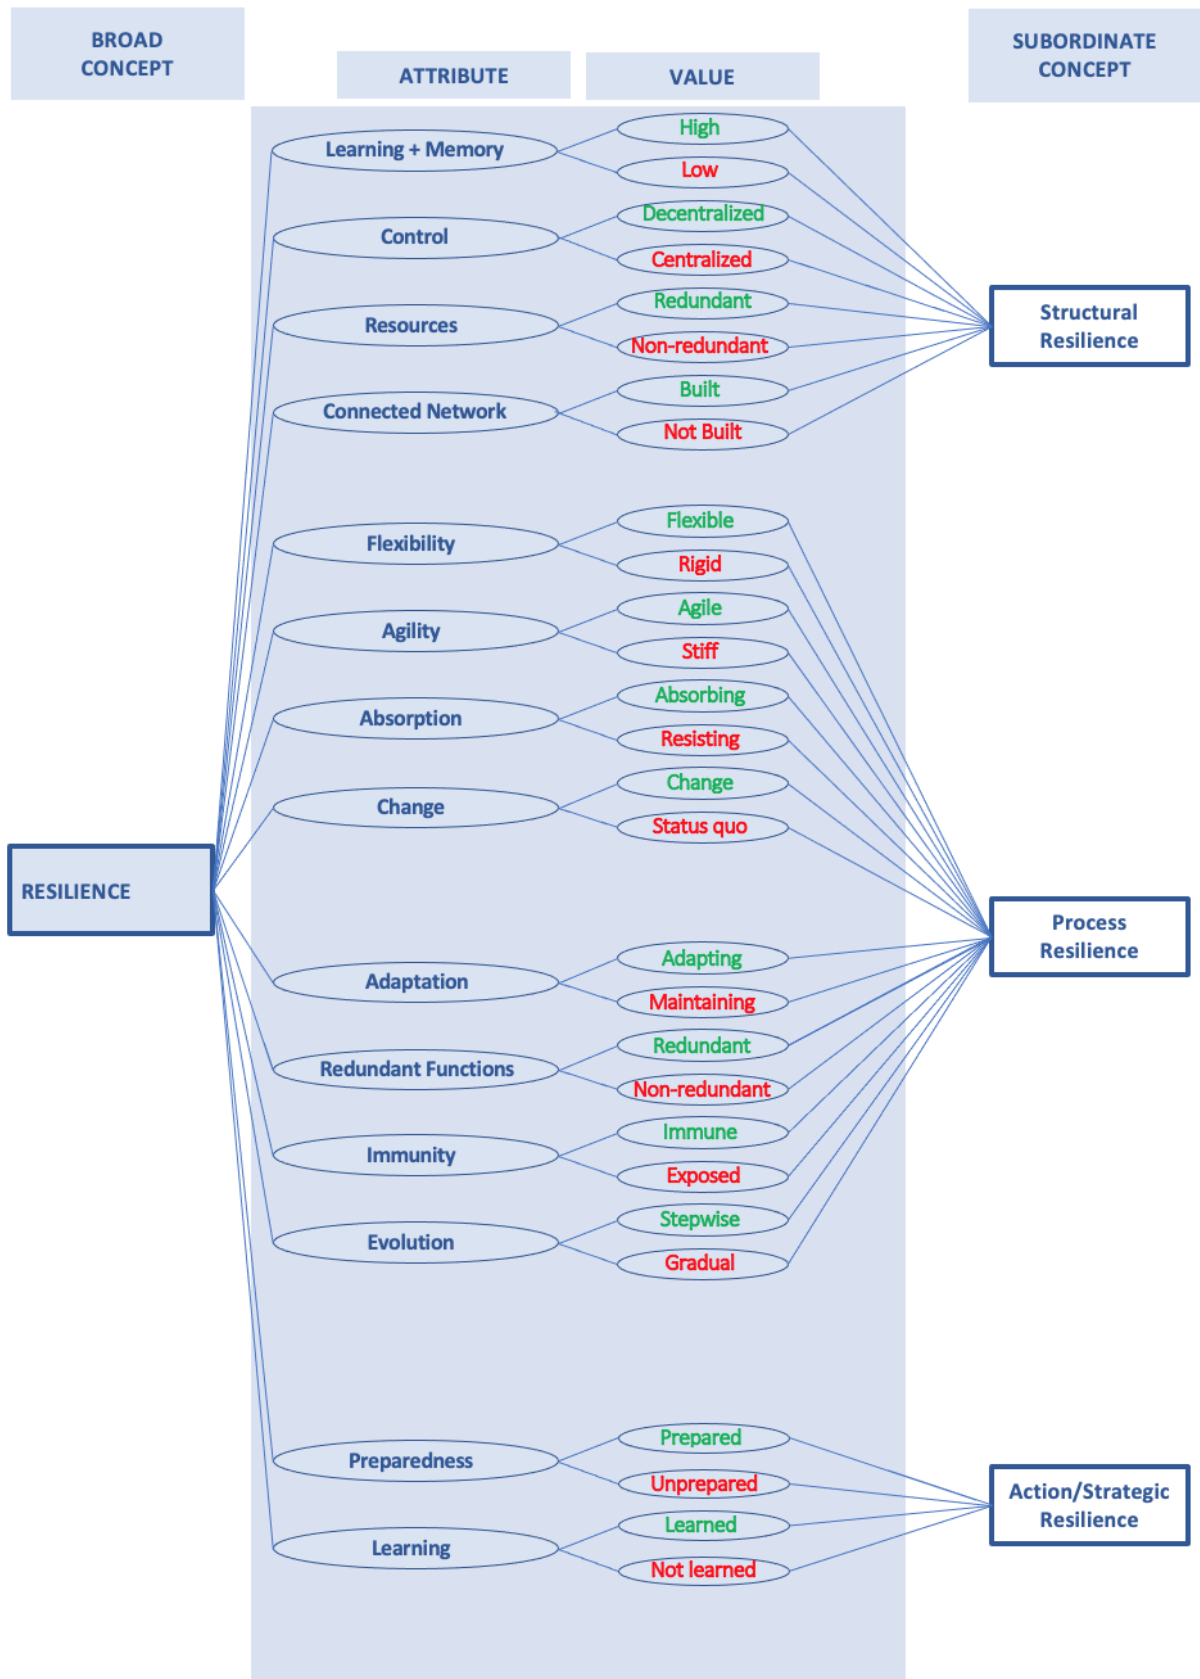 BROAD
CONCEPT
ATTRIBUTE
VALUE
SUBORDINATE
CONCEPT
Learning + Memory
High
Low
Control
Decentralized
Centralized
Resources
Redundant
Non-redundant
Connected Network
Built
Not Built
Structural
Resilience
Flexibility
Flexible
Rigid
Agility
Agile
Stiff
Absorption
Absorbing
Resisting
Change
Change
Status quo
RESILIENCE
Adaptation
Adapting
Maintaining
Redundant Functions
Redundant
Non-redundant
Immunity
Immune
Exposed
Evolution
Stepwise
Gradual
Process
Resilience
Preparedness
Prepared
Unprepared
Learning
Learned
Not learned
Action/Strategic
Resilience